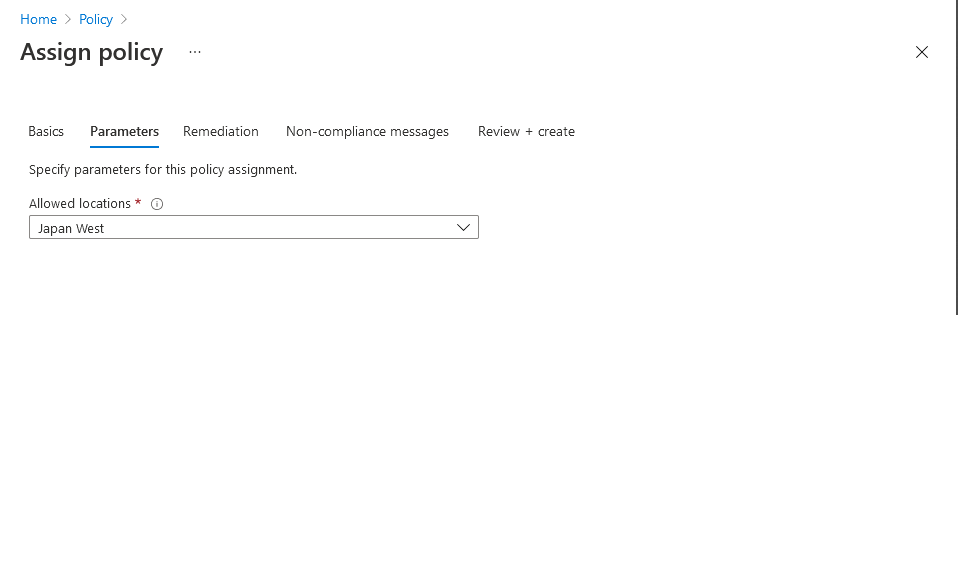 Home > Policy >
Assign policy ...
Basics Parameters Remediation Non-compliance messages Review + create
Specify parameters for this policy assignment.
Allowed locations *
Japan West